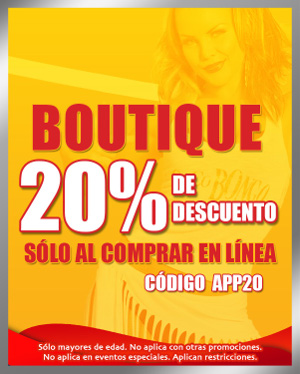 BOUTIQUE
20% DE
DESCUENTO
SÓLO AL COMPRAR EN LÍNEA
CÓDIGO APP20
Sólo mayores de edad. No aplica con otras promociones.
No aplica en eventos especiales. Aplican restricciones.